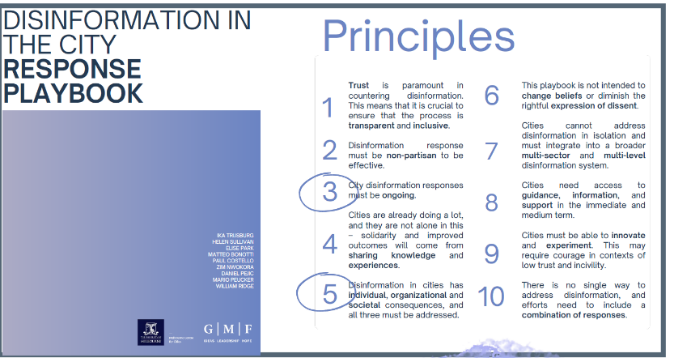 DISINFORMATION IN
THE CITY
RESPONSE
PLAYBOOK
IKA TRIJSBURG
HELEN SULLIVAN
ELISE PARK
MATTEO BONOTTI
PAUL COSTELLO
ZIM NWOKORA
DANIEL PEJIC
MARIO PEUCKER
WILLIAM RIDGE
G|M|F
Principles
1
Trust is paramount in
countering disinformation.
This means that it is crucial to
ensure that the process is
transparent and inclusive.
2
Disinformation response
must be non-partisan to be
effective.
3
City disinformation responses
must be ongoing.
4
Cities are already doing a lot,
and they are not alone in this
– solidarity and improved
outcomes will come from
sharing knowledge and
experiences.
5
Disinformation in cities has
individual, organizational and
societal consequences, and
all three must be addressed.
6
This playbook is not intended to
change beliefs or diminish the
rightful expression of dissent.
7
Cities cannot address
disinformation in isolation and
must integrate into a broader
multi-sector and multi-level
disinformation system.
8
Cities need access to
guidance, information, and
support in the immediate and
medium term.
9
Cities must be able to innovate
and experiment. This may
require courage in contexts of
low trust and incivility.
10
There is no single way to
address disinformation, and
efforts need to include a
combination of responses.